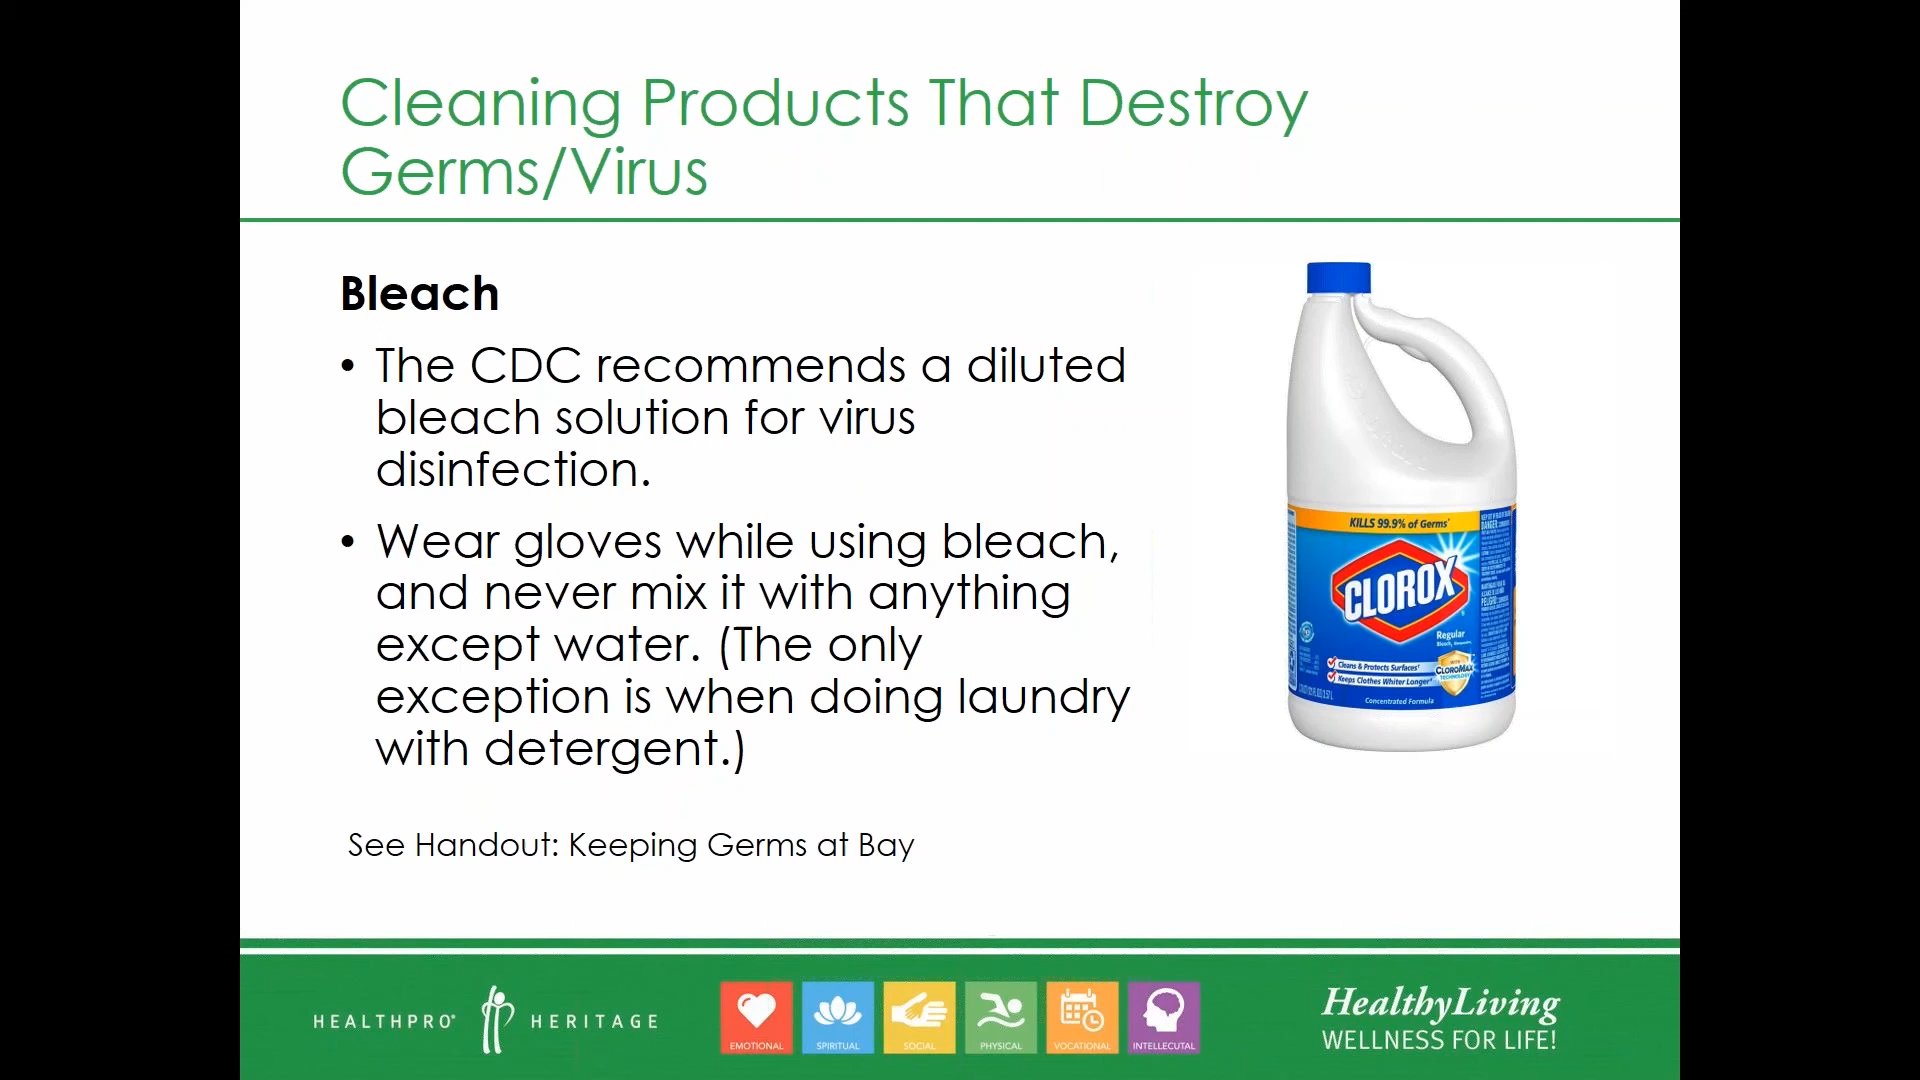 Cleaning Products That Destroy
Germs/Virus
Bleach
• The CDC recommends a diluted
bleach solution for virus
disinfection.
• Wear gloves while using bleach,
and never mix it with anything
except water. (The only
exception is when doing laundry
with detergent.)
See Handout: Keeping Germs at Bay
KILLS 99.9% of Germs*
CLOROX
Regular
Cleans & Protects Surfaces†
Keeps Clothes Whiter Longer
CLOROMAX
TECHNOLOGY
Concentrated Formula
HEALTHPRO® HERITAGE
EMOTIONAL
SPIRITUAL
SOCIAL
PHYSICAL
VOCATIONAL
INTELLECUTAL
HealthyLiving
WELLNESS FOR LIFE!